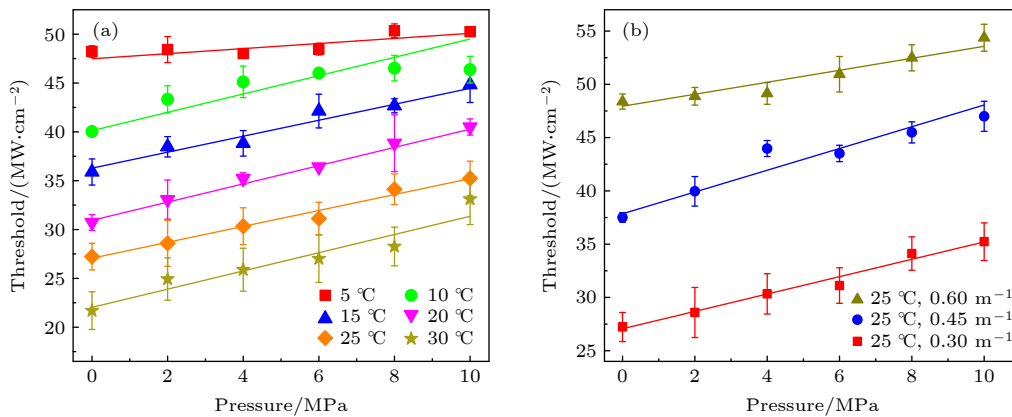 (a)
50
45
40
35
30
25
20
0 2 4 6 8 10
Threshold/(MW·cm−2)
Pressure/MPa
5 ℃ 10 ℃
15 ℃ 20 ℃
25 ℃ 30 ℃
(b)
55
50
45
40
35
30
25
0 2 4 6 8 10
Threshold/(MW·cm−2)
Pressure/MPa
25 ℃, 0.60 m−1
25 ℃, 0.45 m−1
25 ℃, 0.30 m−1